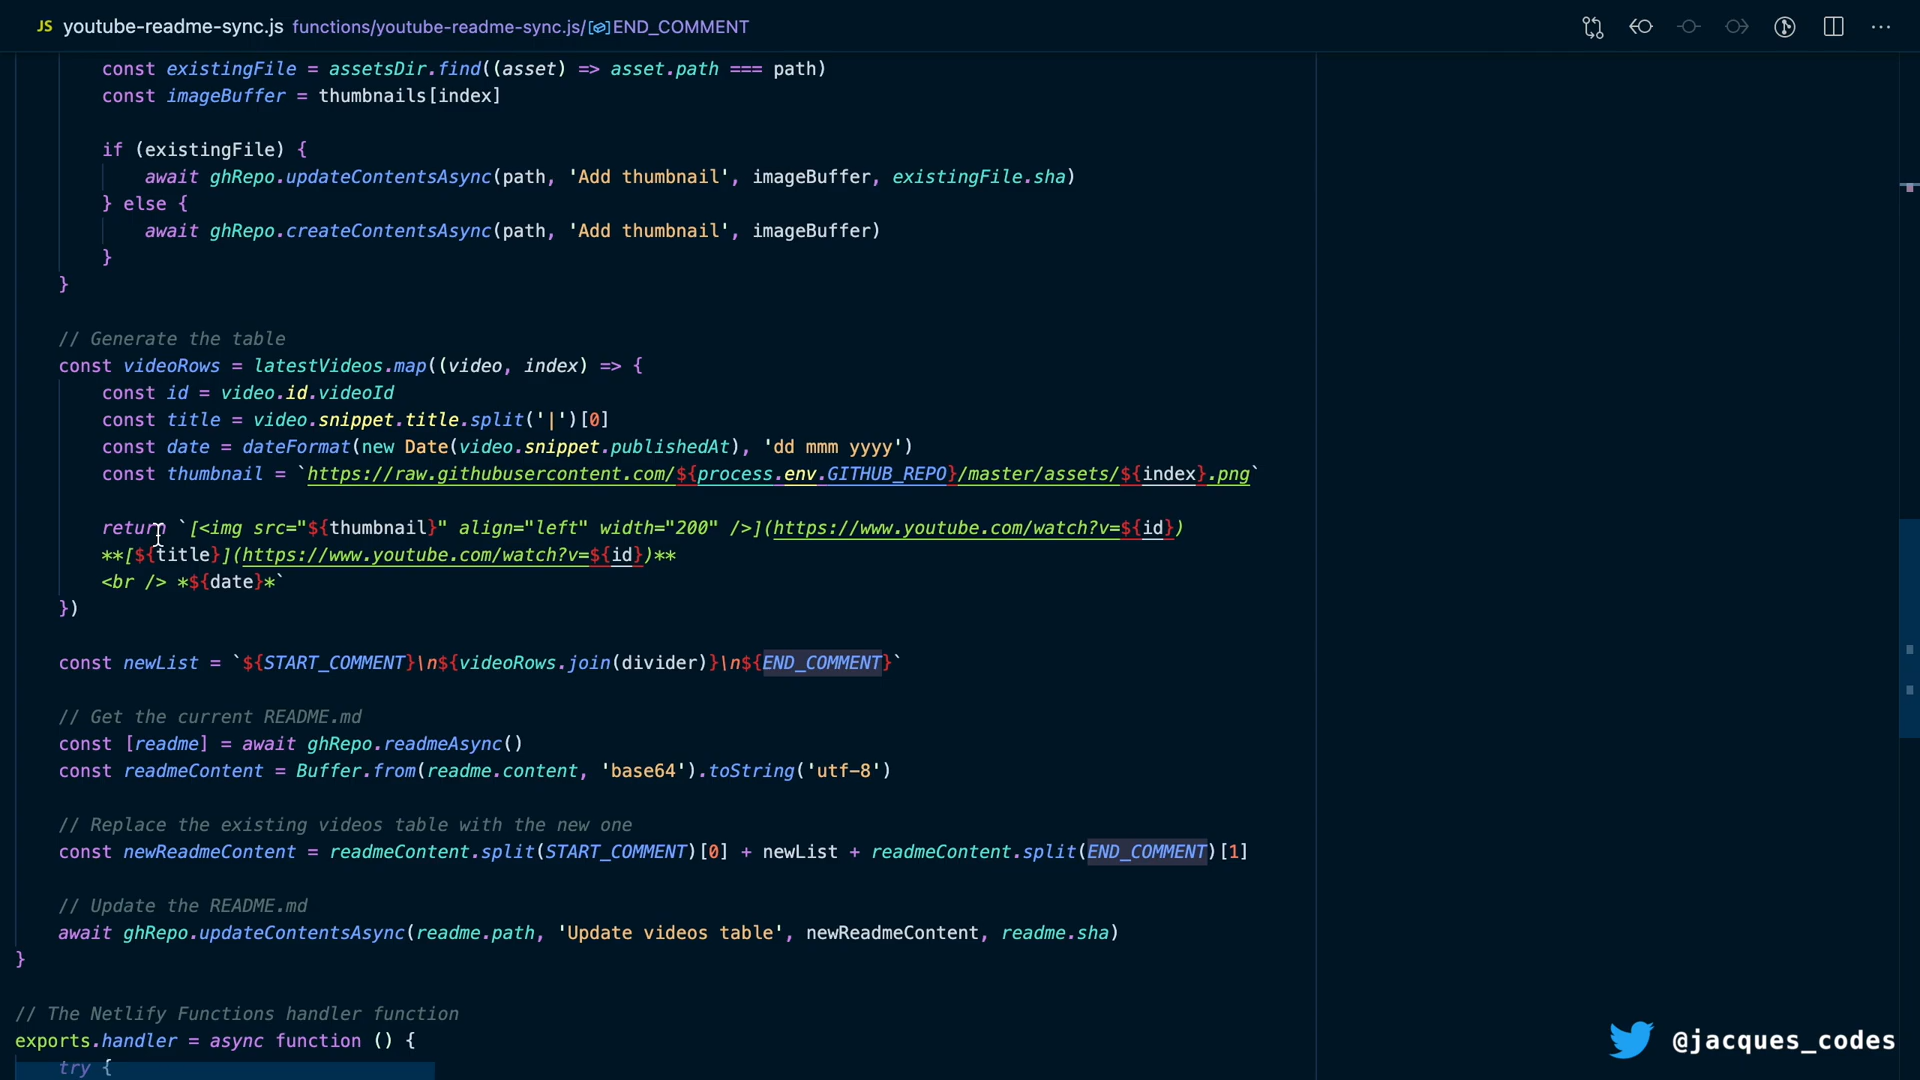 JS youtube-readme-sync.js functions/youtube-readme-sync.js/END_COMMENT
const existingFile = assetsDir.find((asset) => asset.path === path)
const imageBuffer = thumbnails[index]
if (existingFile) {
await ghRepo.updateContentsAsync(path, 'Add thumbnail', imageBuffer, existingFile.sha)
} else {
await ghRepo.createContentsAsync(path, 'Add thumbnail', imageBuffer)
}
}
// Generate the table
const videoRows = latestVideos.map((video, index) => {
const id = video.id.videoId
const title = video.snippet.title.split('|')[0]
const date = dateFormat(new Date(video.snippet.publishedAt), 'dd mmm yyyy')
const thumbnail = `https://raw.githubusercontent.com/${process.env.GITHUB_REPO}/master/assets/${index}.png`
return `[<img src="${thumbnail}" align="left" width="200" />](https://www.youtube.com/watch?v=${id})
**[${title}](https://www.youtube.com/watch?v=${id})**
<br /> *${date}*`
})
const newList = `${START_COMMENT}\n${videoRows.join(divider)}\n${END_COMMENT}`
// Get the current README.md
const [readme] = await ghRepo.readmeAsync()
const readmeContent = Buffer.from(readme.content, 'base64').toString('utf-8')
// Replace the existing videos table with the new one
const newReadmeContent = readmeContent.split(START_COMMENT)[0] + newList + readmeContent.split(END_COMMENT)[1]
// Update the README.md
await ghRepo.updateContentsAsync(readme.path, 'Update videos table', newReadmeContent, readme.sha)
}
// The Netlify Functions handler function
exports.handler = async function () {
try {
@jacques_codes